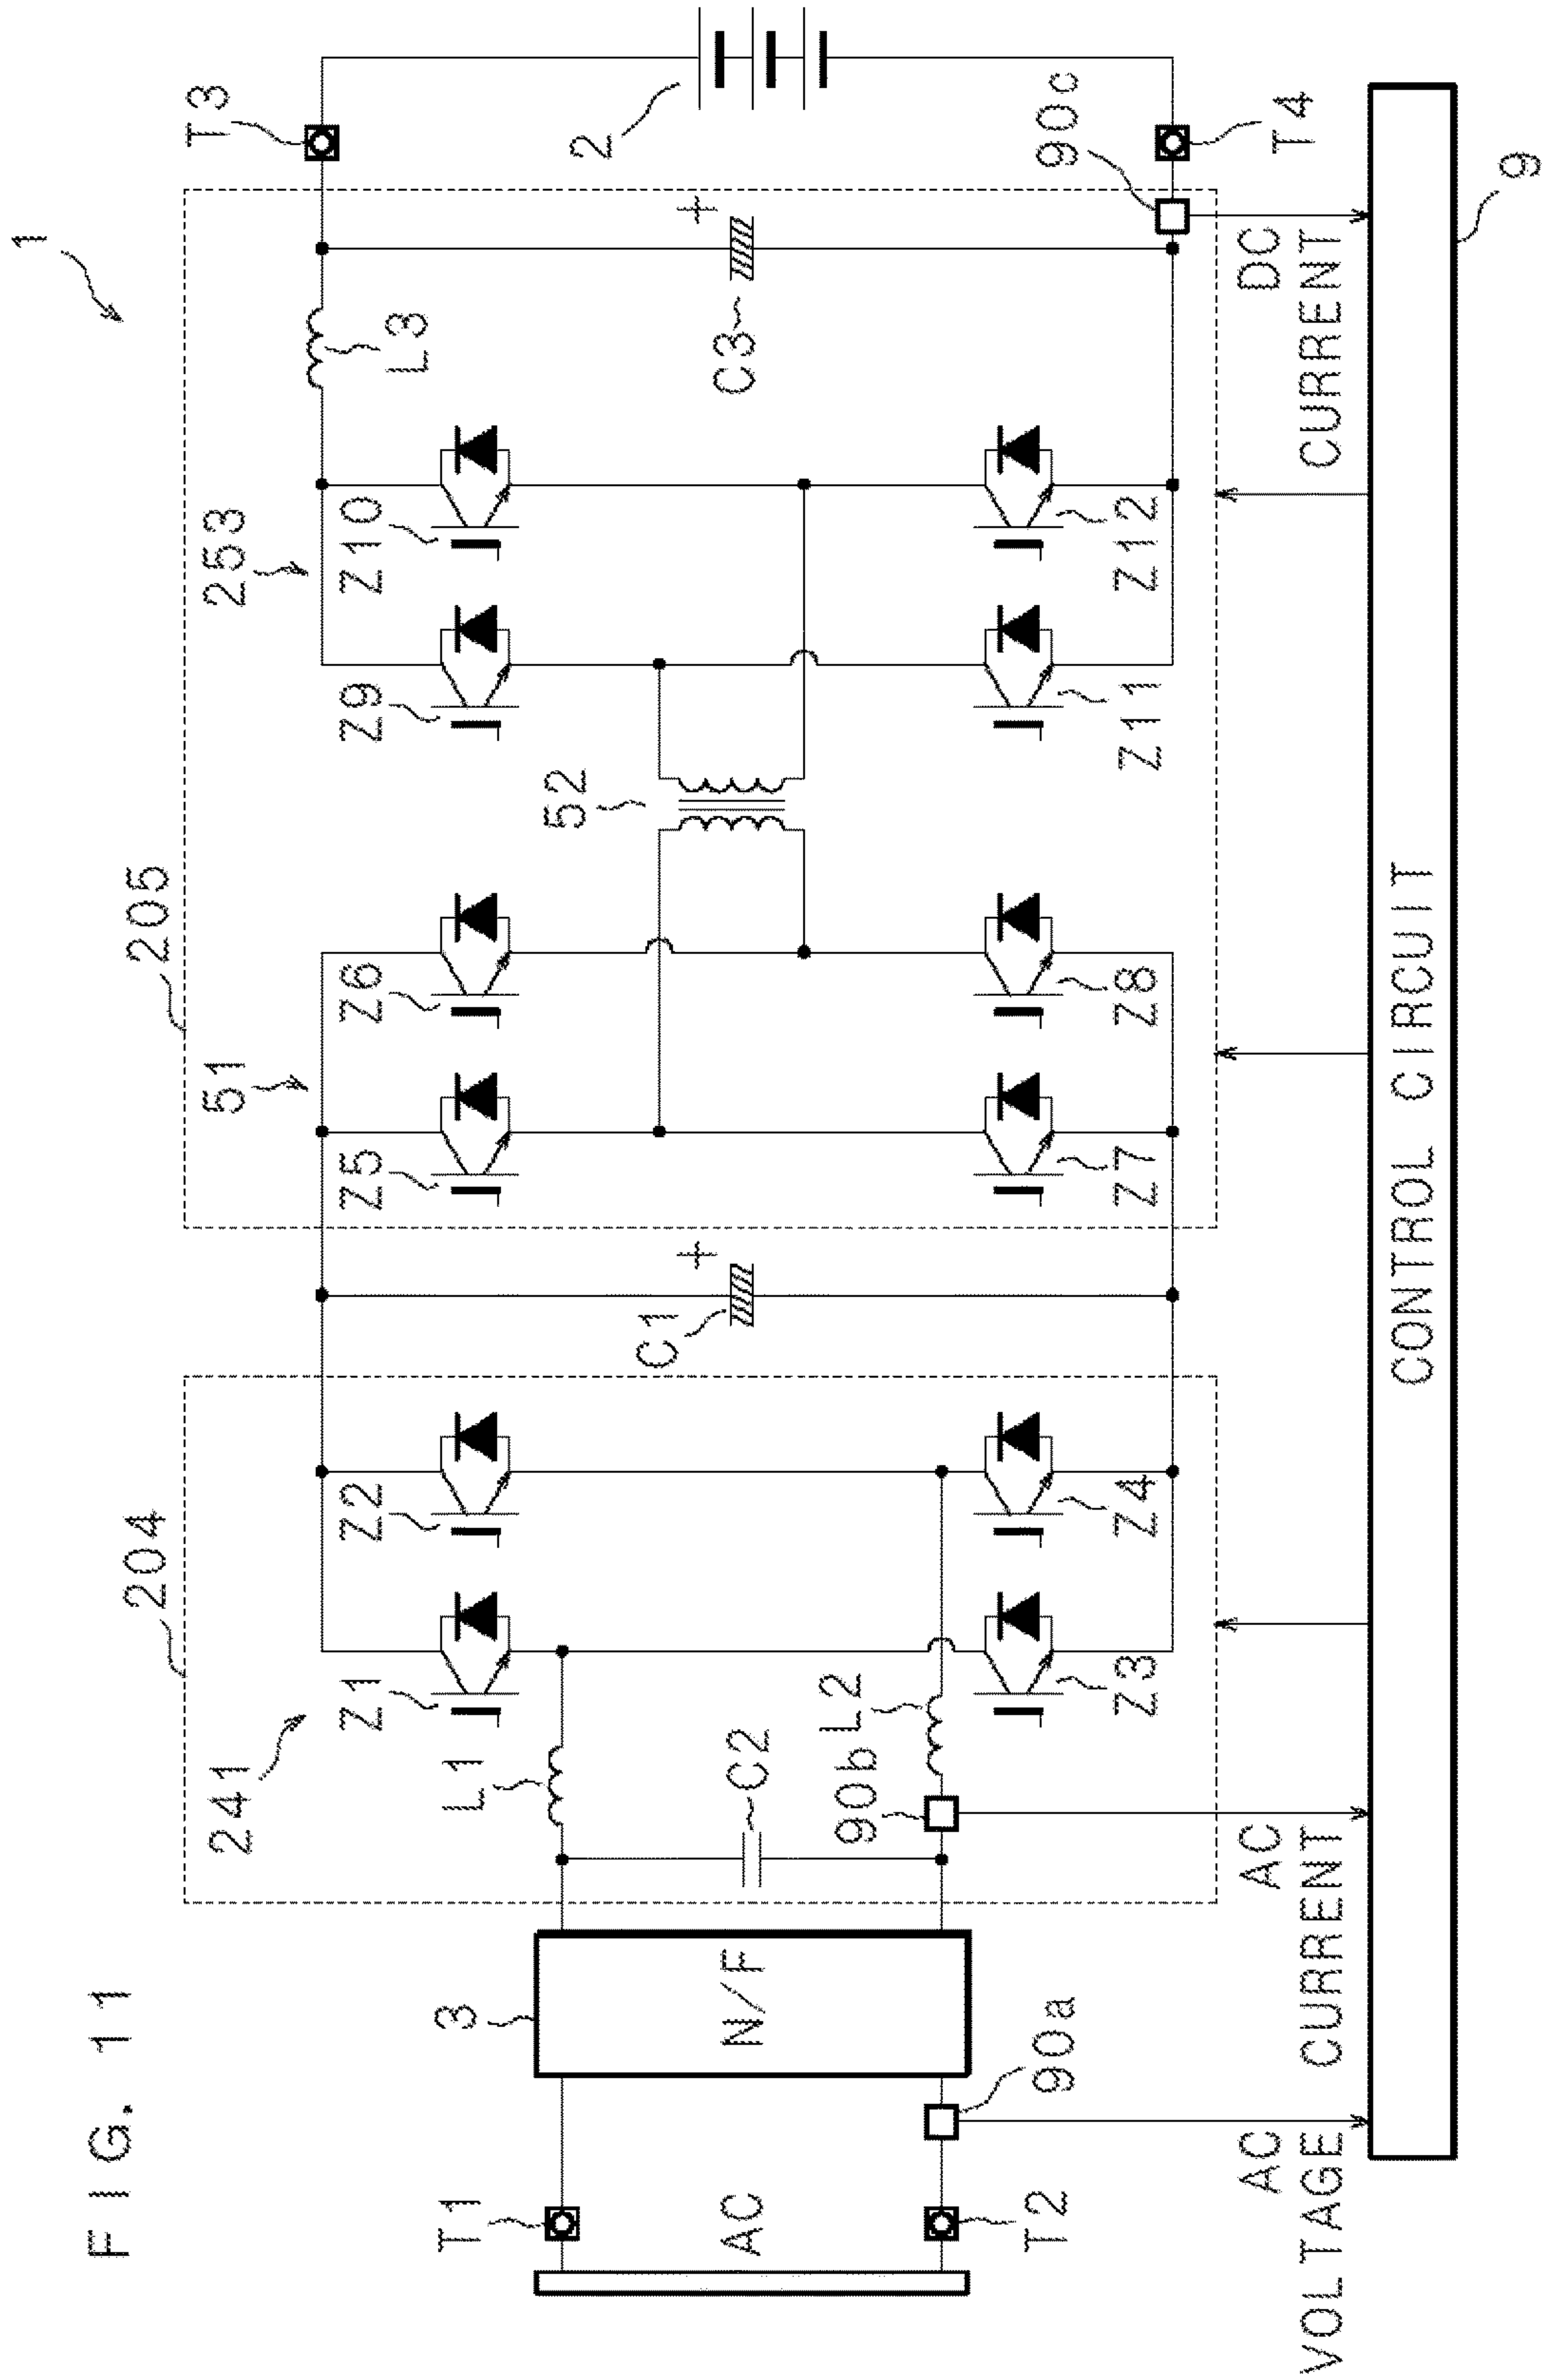 FIG. 11
1
T3
2
90c
T4
9
253
205
51
204
241
L3
C3
Z10
Z9
Z12
Z11
52
Z6
Z5
Z8
Z7
C1
Z2
Z1
Z4
Z3
L1
L2
C2
90b
3
N/F
90a
T1
AC
T2
AC
VOLTAGE
AC
CURRENT
DC
CURRENT
CONTROL CIRCUIT
+
+